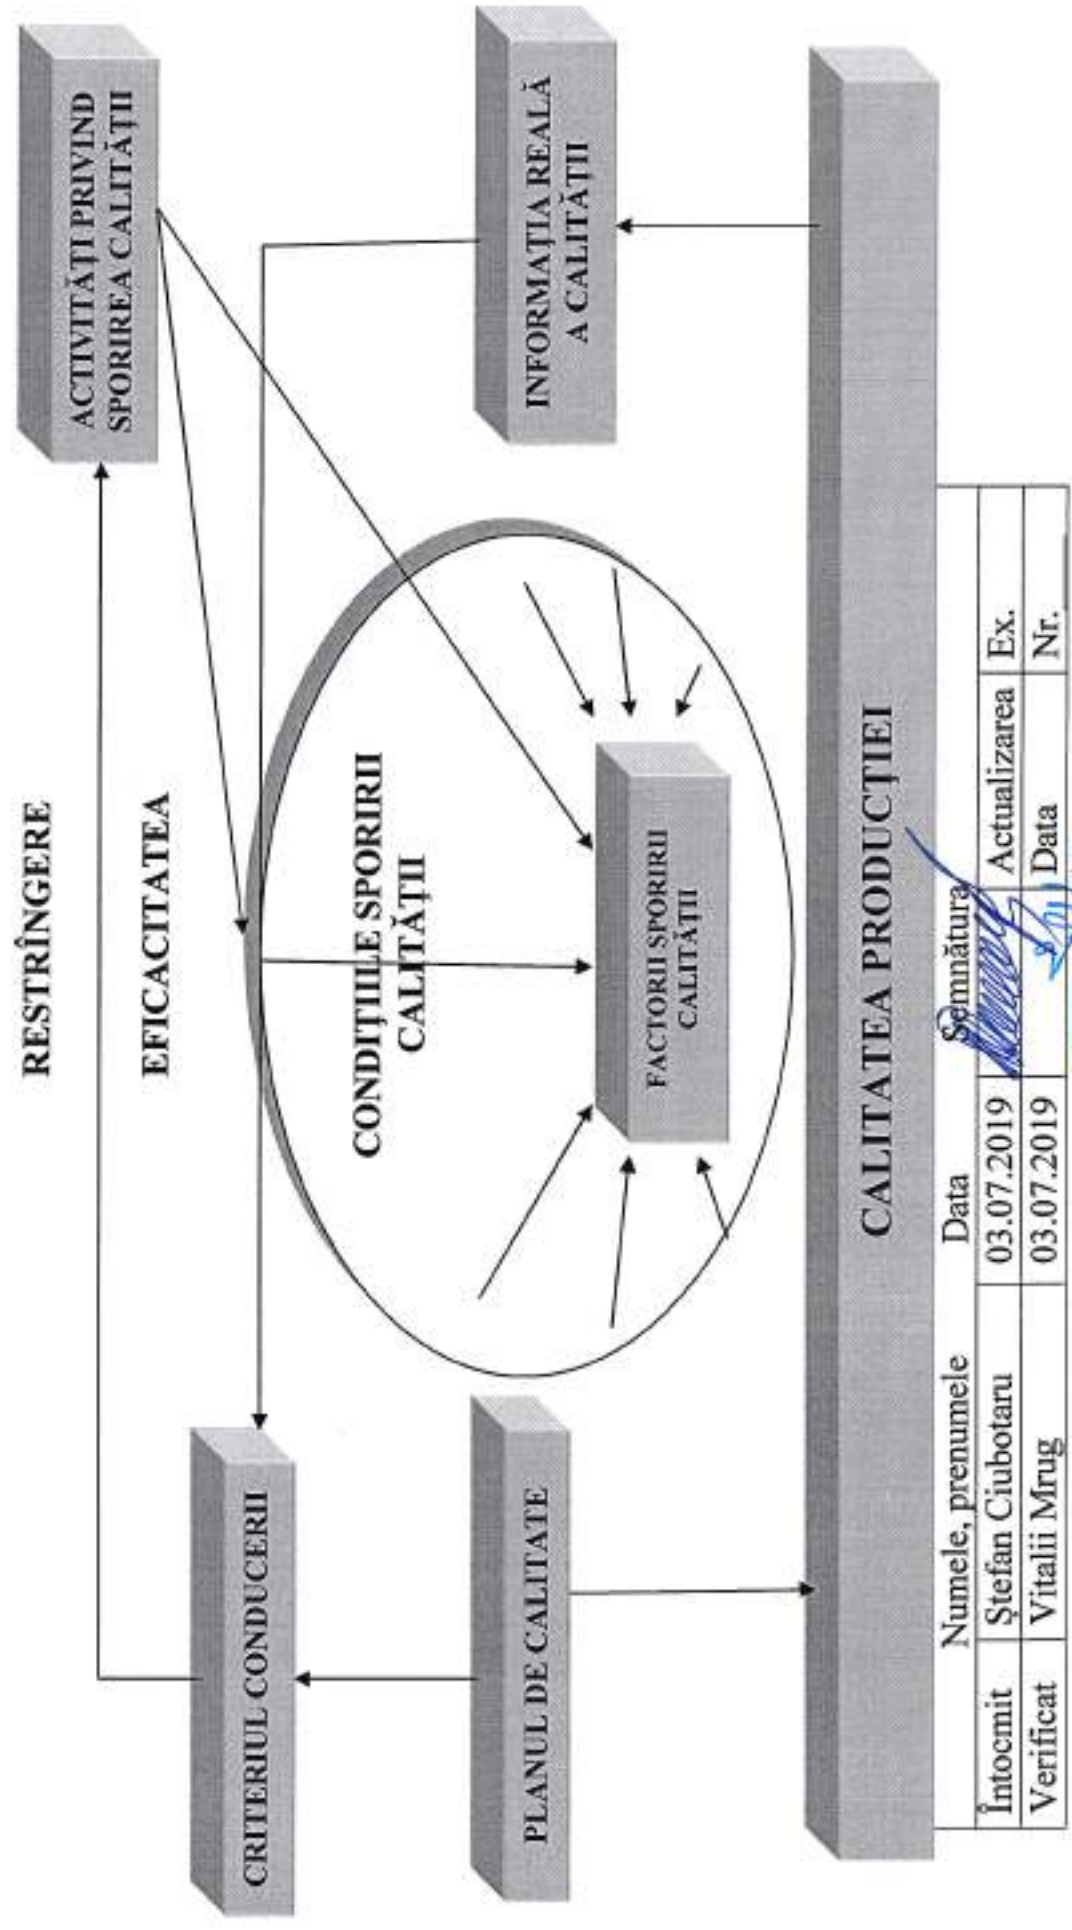 RESTRÎNGERE
EFICACITATEA
ACTIVITĂȚI PRIVIND
SPORIREA CALITĂȚII
CRITERIUL CONDUCERII
CONDIȚIILE SPORIRII
CALITĂȚII
PLANUL DE CALITATE
INFORMAȚIA REALĂ
A CALITĂȚII
FACTORII SPORIRII
CALITĂȚII
CALITATEA PRODUCȚIEI
Numele, prenumele Data Semnătura
Întocmit Ștefan Ciubotaru 03.07.2019 Actualizarea Ex.
Verificat Vitalii Mrug 03.07.2019 Data Nr.